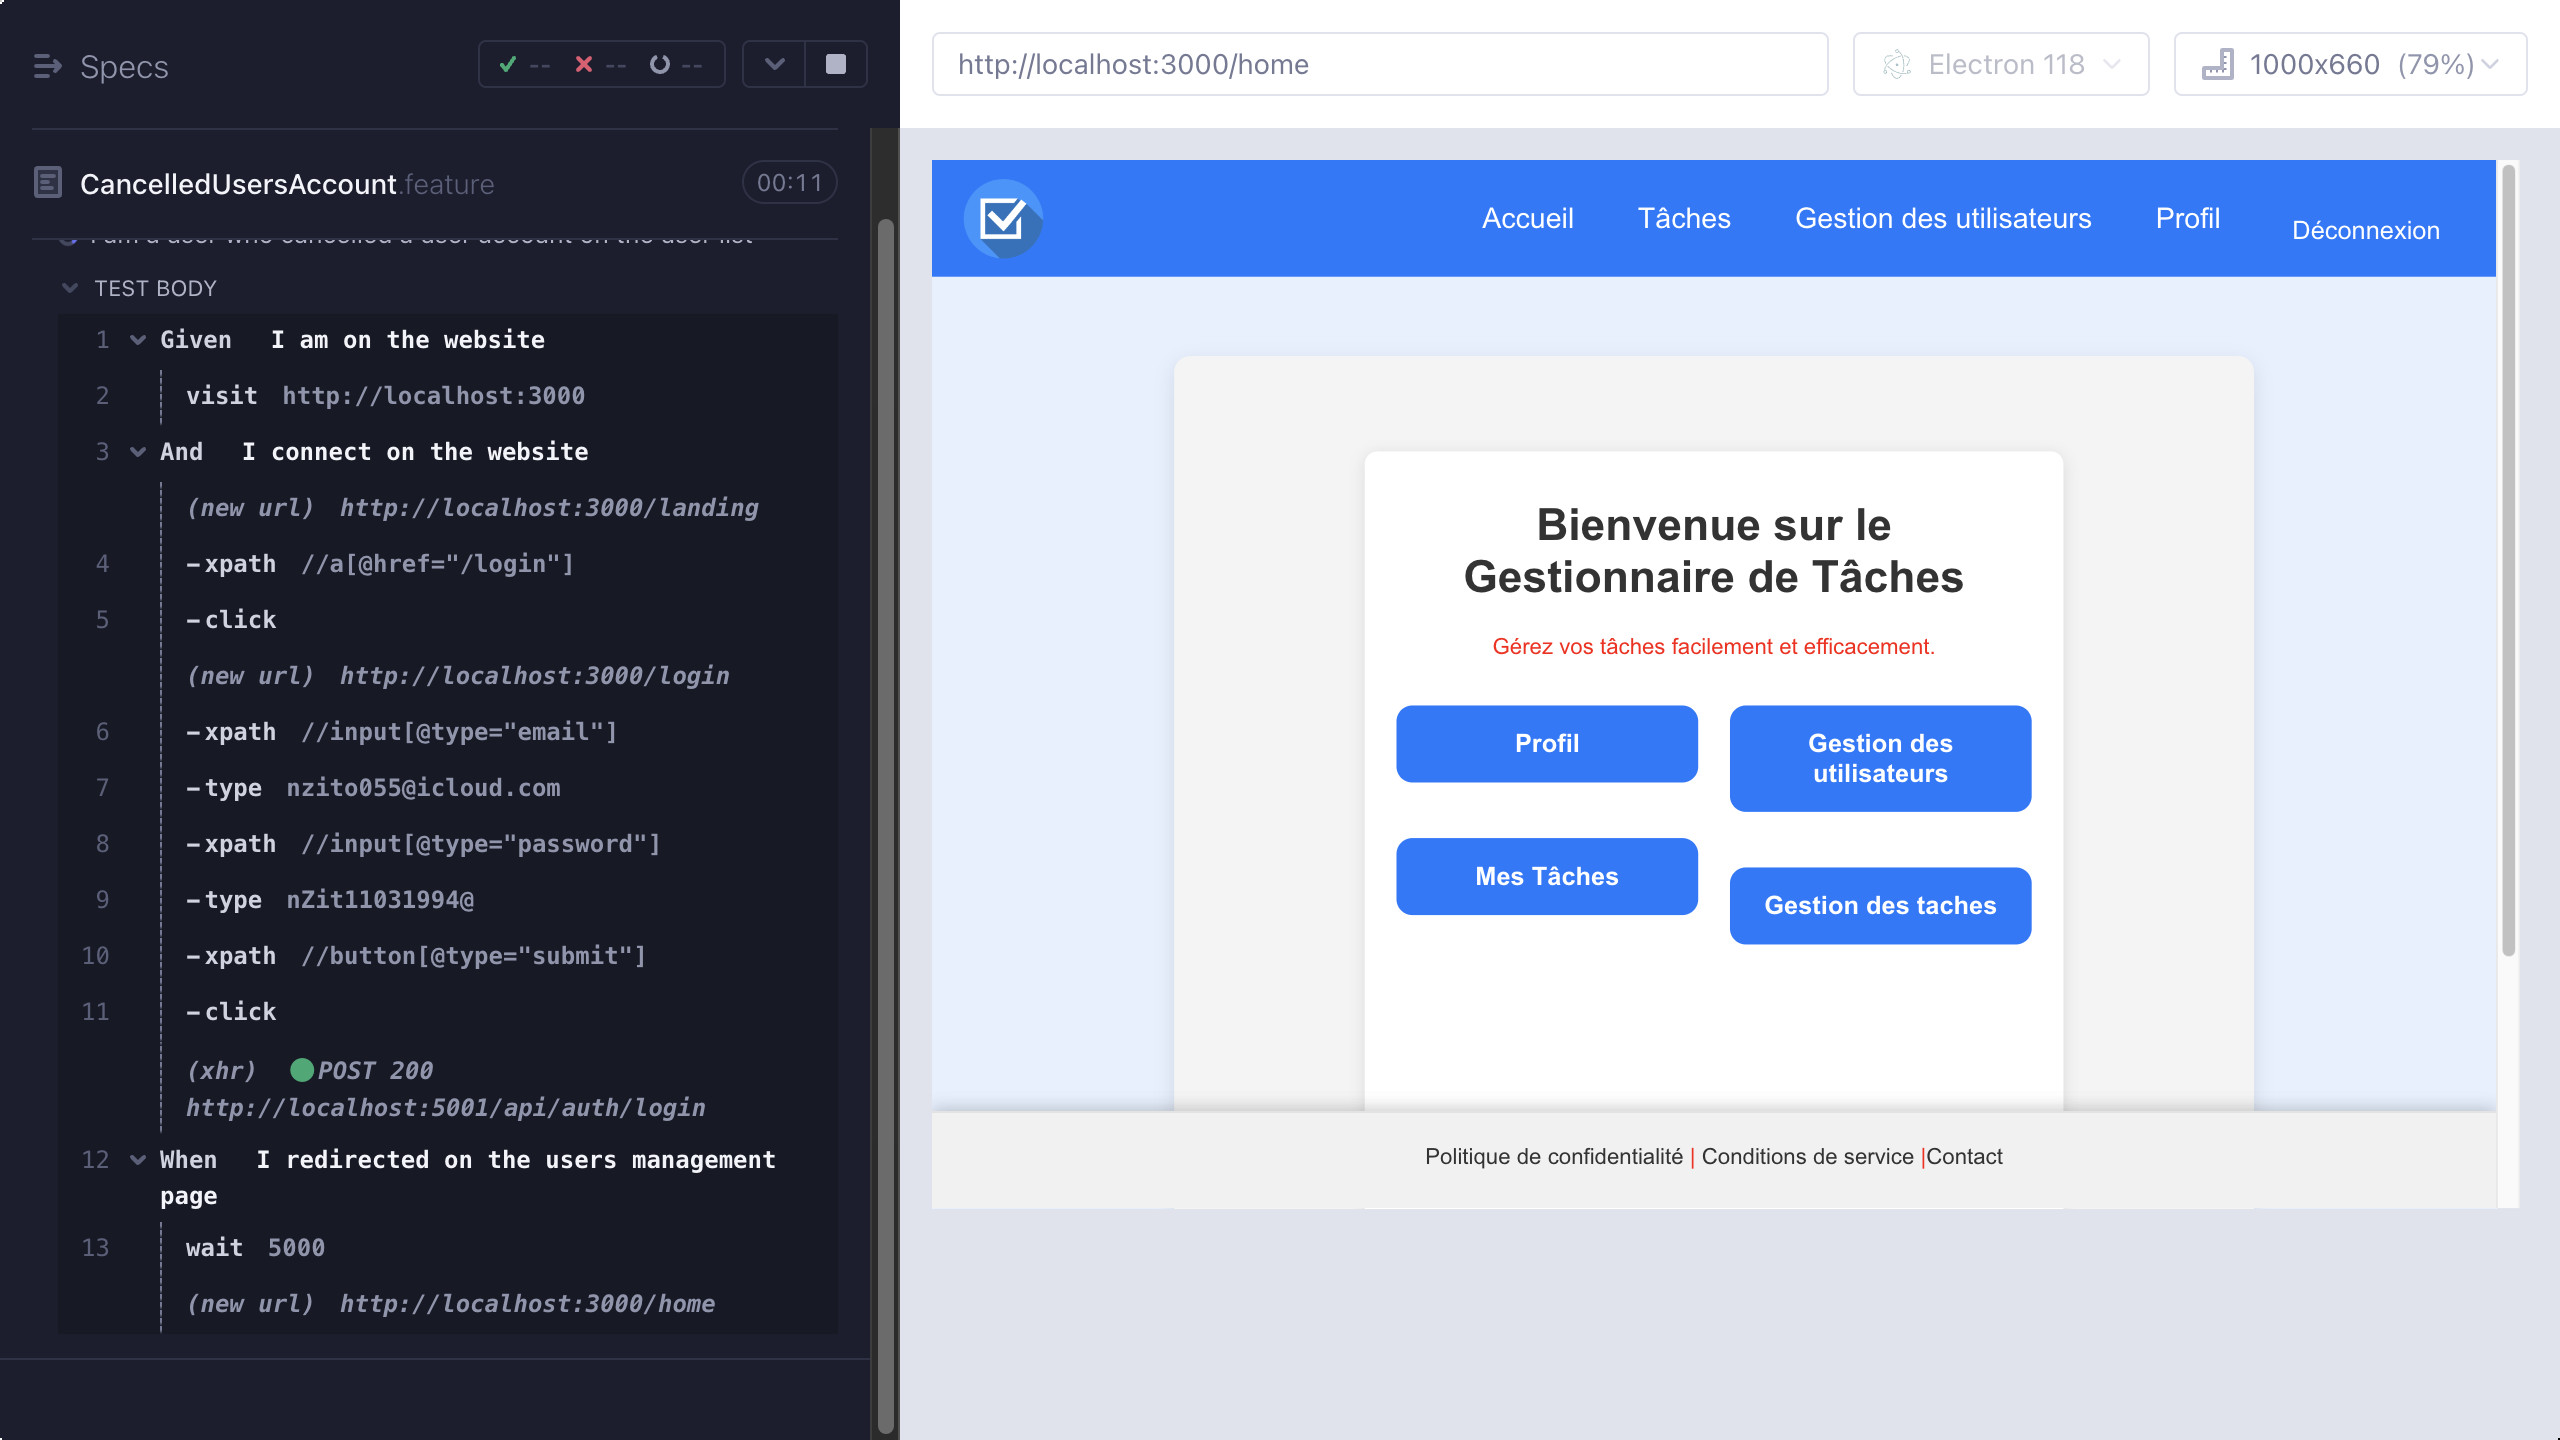 Specs
--
--
--
CancelledUsersAccount.feature
00:11
I am a user who cancelled a user account on the user list
TEST BODY
1 Given I am on the website
2 visit http://localhost:3000
3 And I connect on the website
(new url) http://localhost:3000/landing
4 -xpath //a[@href="/login"]
5 -click
(new url) http://localhost:3000/login
6 -xpath //input[@type="email"]
7 -type nzito055@icloud.com
8 -xpath //input[@type="password"]
9 -type nZit11031994@
10 -xpath //button[@type="submit"]
11 -click
(xhr) POST 200
http://localhost:5001/api/auth/login
12 When I redirected on the users management
page
13 wait 5000
(new url) http://localhost:3000/home
http://localhost:3000/home
Electron 118
1000x660 (79%)
Accueil
Tâches
Gestion des utilisateurs
Profil
Déconnexion
Bienvenue sur le
Gestionnaire de Tâches
Gérez vos tâches facilement et efficacement.
Profil
Gestion des
utilisateurs
Mes Tâches
Gestion des taches
Politique de confidentialité | Conditions de service |Contact